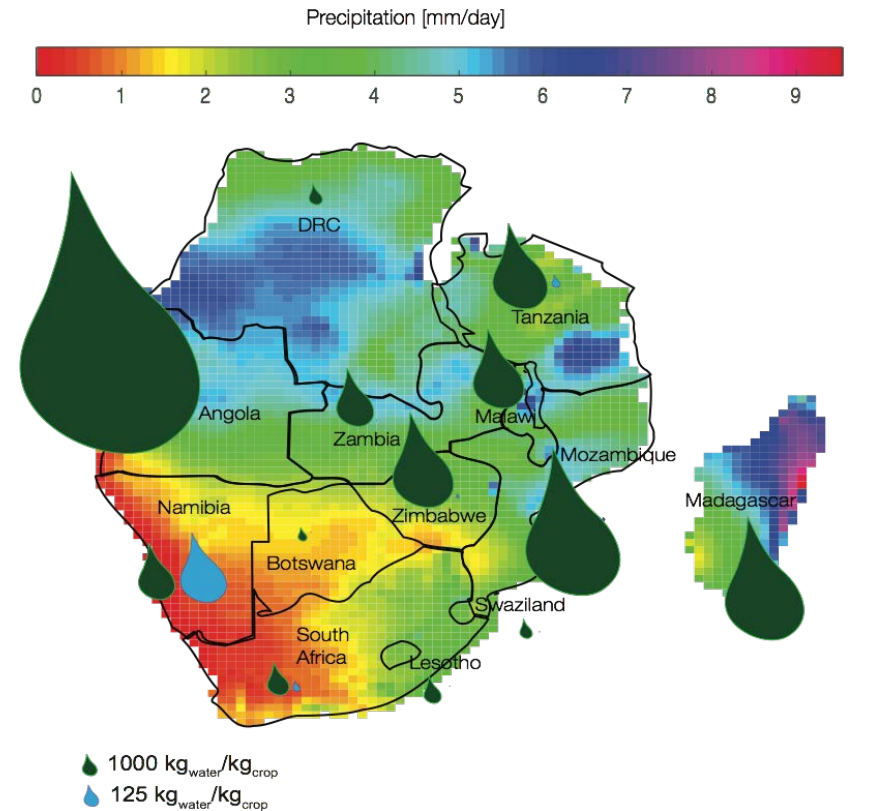 Precipitation [mm/day]
0 1 2 3 4 5 6 7 8 9
DRC
Tanzania
Angola
Malawi
Zambia
Mozambique
Madagascar
Namibia
Zimbabwe
Botswana
Swaziland
South
Africa
Lesotho
1000 kgwater/kgcrop
125 kgwater/kgcrop